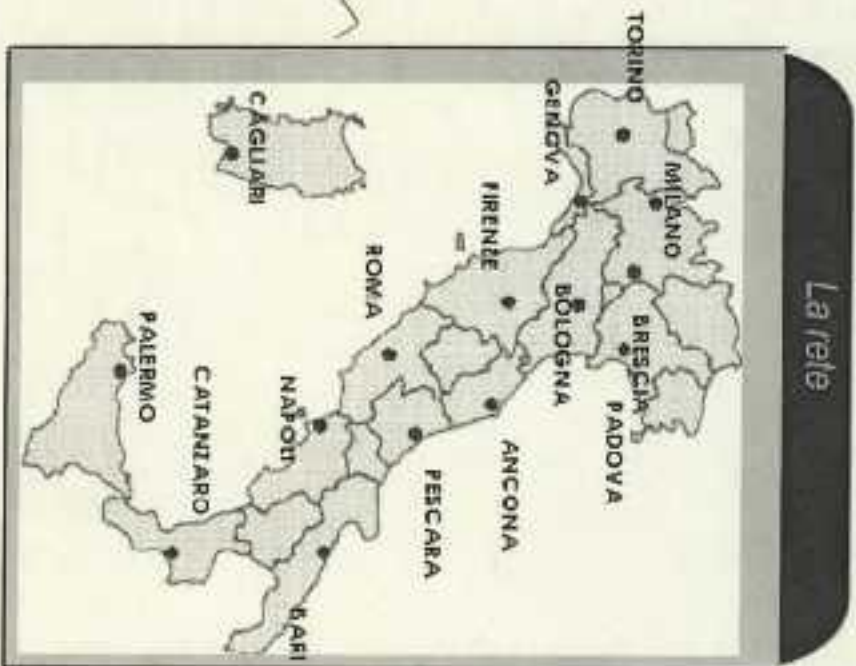 La rete
TORINO
MILANO
BRESCIA
PADOVA
GENOVA
BOLOGNA
FIRENZE
ANCONA
ROMA
PESCARA
CAGLIARI
NAPOLI
BARI
CATANZARO
PALERMO